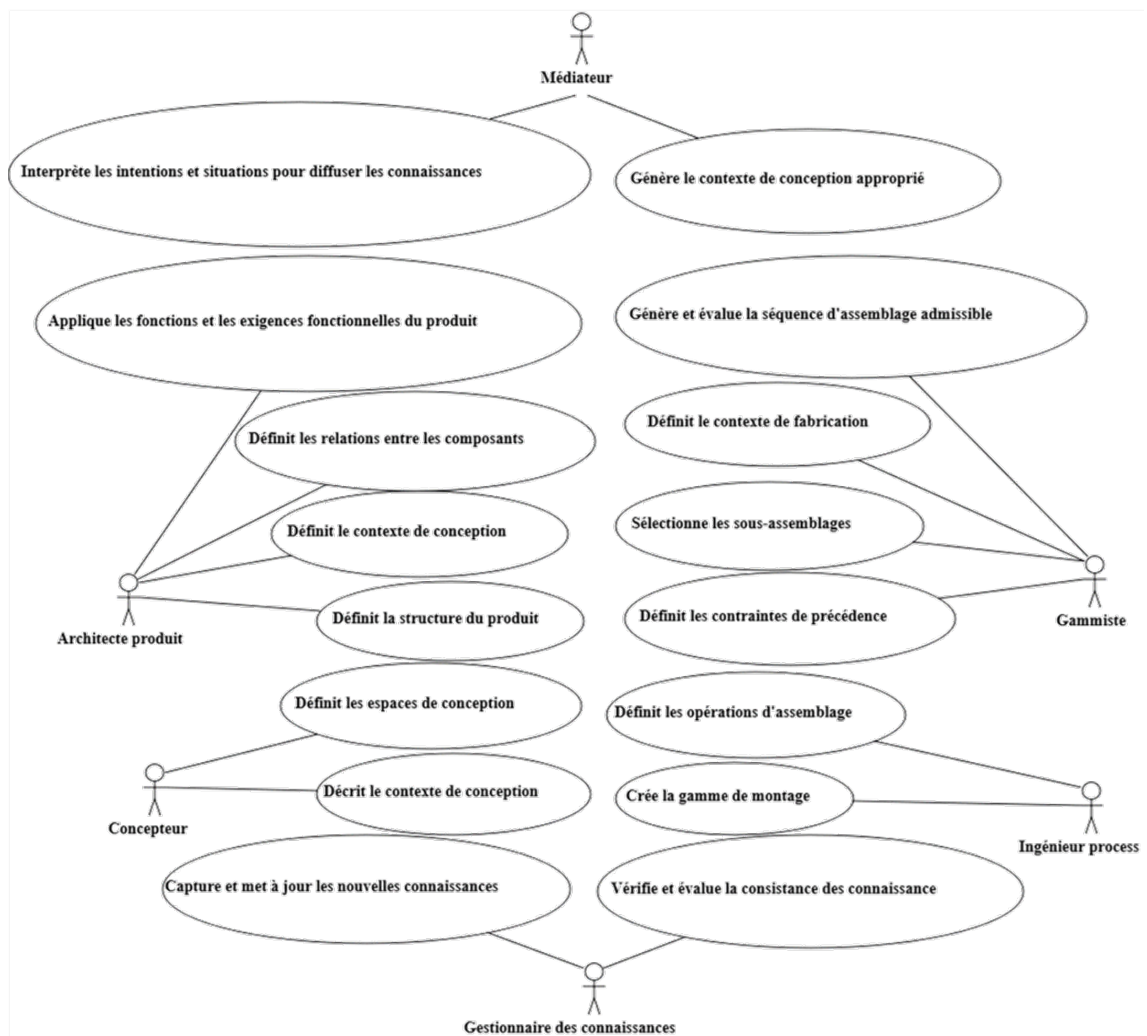 Médiateur
Interprète les intentions et situations pour diffuser les connaissances
Génère le contexte de conception approprié
Applique les fonctions et les exigences fonctionnelles du produit
Génère et évalue la séquence d'assemblage admissible
Définit les relations entre les composants
Définit le contexte de fabrication
Définit le contexte de conception
Sélectionne les sous-assemblages
Architecte produit
Définit la structure du produit
Définit les contraintes de précédence
Gammiste
Définit les espaces de conception
Définit les opérations d'assemblage
Concepteur
Décrit le contexte de conception
Crée la gamme de montage
Ingénieur process
Capture et met à jour les nouvelles connaissances
Vérifie et évalue la consistance des connaissance
Gestionnaire des connaissances